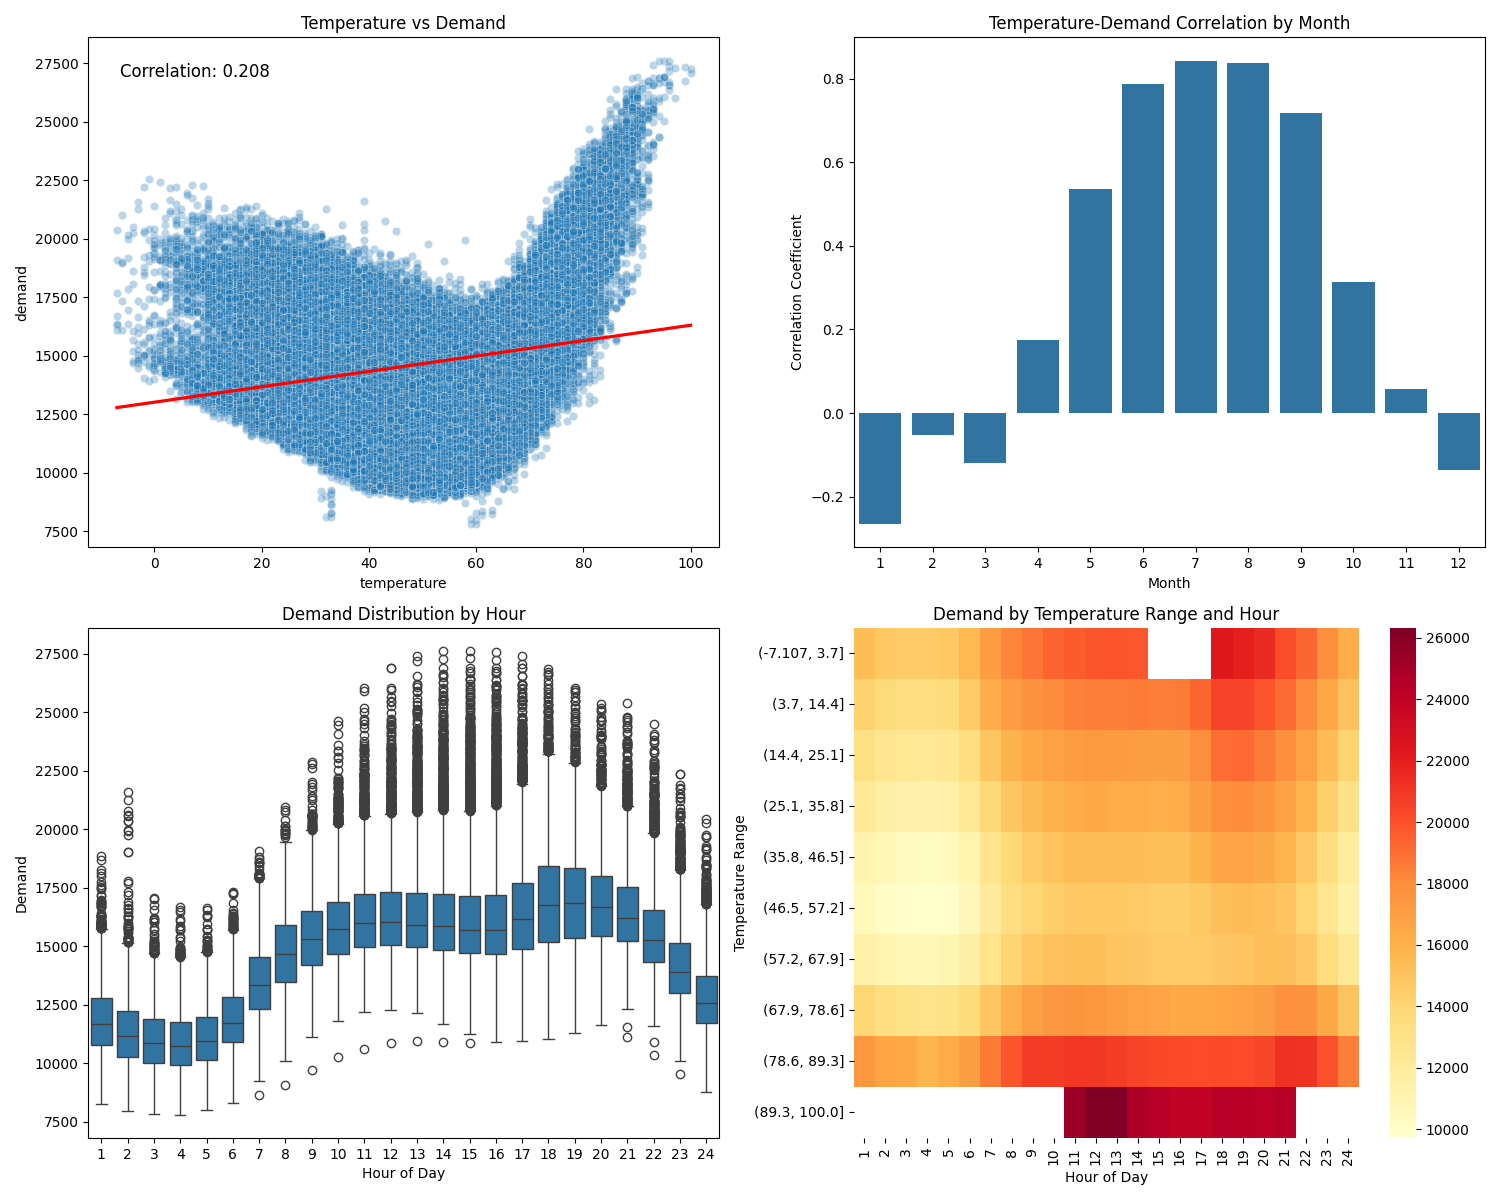 Temperature vs Demand
Correlation: 0.208
27500
25000
22500
20000
17500
15000
12500
10000
7500
demand
0 20 40 60 80 100
temperature
Temperature-Demand Correlation by Month
0.8
0.6
0.4
0.2
0.0
−0.2
Correlation Coefficient
1 2 3 4 5 6 7 8 9 10 11 12
Month
Demand Distribution by Hour
27500
25000
22500
20000
17500
15000
12500
10000
7500
Demand
1 2 3 4 5 6 7 8 9 10 11 12 13 14 15 16 17 18 19 20 21 22 23 24
Hour of Day
Demand by Temperature Range and Hour
(-7.107, 3.7]
(3.7, 14.4]
(14.4, 25.1]
(25.1, 35.8]
(35.8, 46.5]
(46.5, 57.2]
(57.2, 67.9]
(67.9, 78.6]
(78.6, 89.3]
(89.3, 100.0]
Temperature Range
1 2 3 4 5 6 7 8 9 10 11 12 13 14 15 16 17 18 19 20 21 22 23 24
Hour of Day
26000
24000
22000
20000
18000
16000
14000
12000
10000